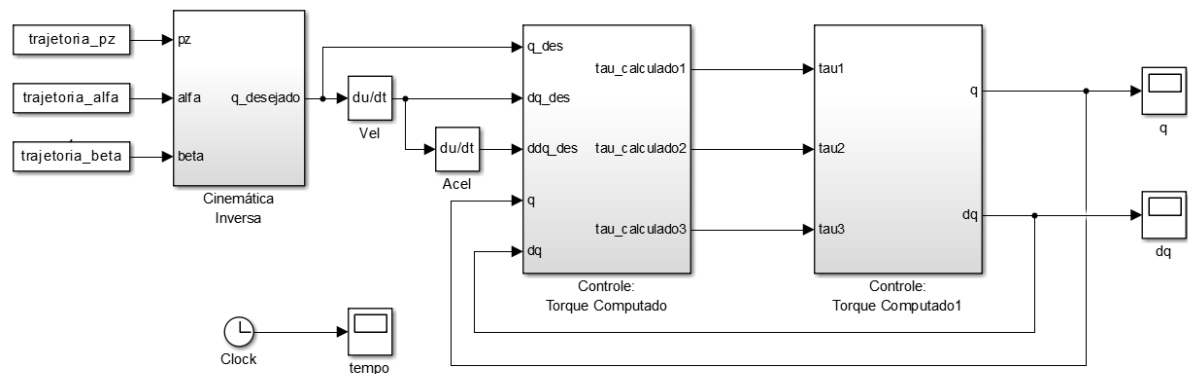 trajetoria_pz
trajetoria_alfa
trajetoria_beta
pz
alfa
beta
q_desejado
Cinemática
Inversa
du/dt
Vel
du/dt
Acel
q_des
dq_des
ddq_des
q
dq
tau_calculado1
tau_calculado2
tau_calculado3
Controle:
Torque Computado
tau1
tau2
tau3
q
dq
Controle:
Torque Computado1
q
dq
Clock
tempo